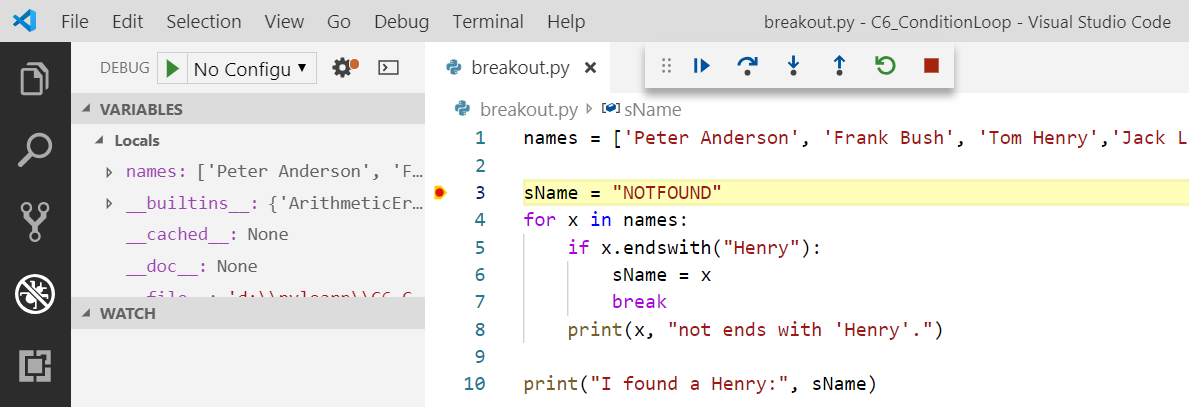 File Edit Selection View Go Debug Terminal Help breakout.py - C6_ConditionLoop - Visual Studio Code
DEBUG No Configu
VARIABLES
Locals
names: ['Peter Anderson', 'F...
__builtins__: {'ArithmeticEr...
__cached__: None
__doc__: None
WATCH
breakout.py
breakout.py sName
1 names = ['Peter Anderson', 'Frank Bush', 'Tom Henry','Jack L
2
3 sName = "NOTFOUND"
4 for x in names:
5 if x.endswith("Henry"):
6 sName = x
7 break
8 print(x, "not ends with 'Henry'.")
9
10 print("I found a Henry:", sName)